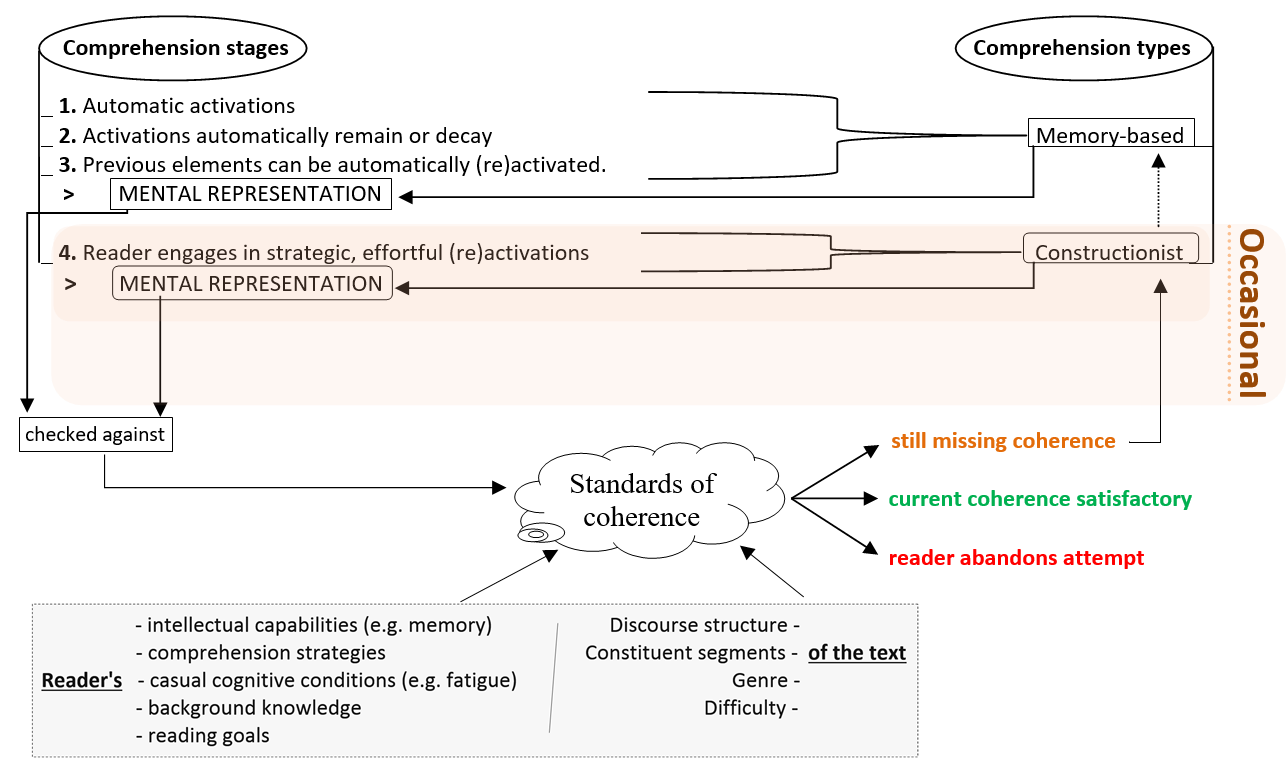 Comprehension stages
Comprehension types
1. Automatic activations
2. Activations automatically remain or decay
Memory-based
3. Previous elements can be automatically (re)activated.
> MENTAL REPRESENTATION
4. Reader engages in strategic, effortful (re)activations
Constructionist
> MENTAL REPRESENTATION
Occasional
checked against
Standards of
coherence
still missing coherence
current coherence satisfactory
reader abandons attempt
Reader's
- intellectual capabilities (e.g. memory)
- comprehension strategies
- casual cognitive conditions (e.g. fatigue)
- background knowledge
- reading goals
Discourse structure -
Constituent segments -
of the text
Genre -
Difficulty -